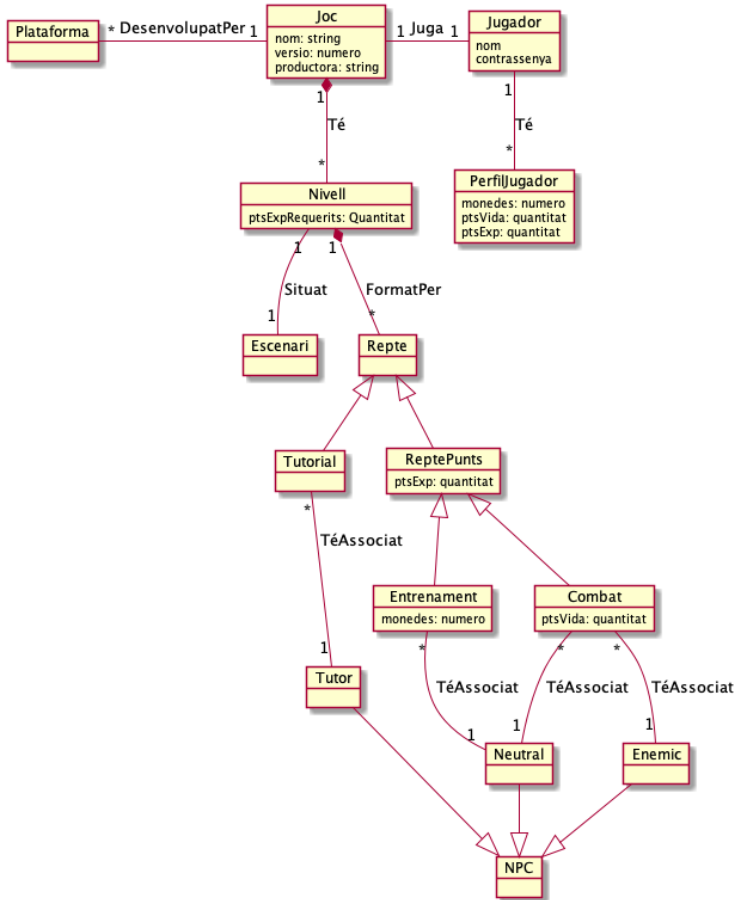 Plataforma
* DesenvolupatPer 1
Joc
nom: string
versio: numero
productora: string
1 Juga 1
Jugador
nom
contrassenya
1
Té
*
1
Té
*
PerfilJugador
monedes: numero
ptsVida: quantitat
ptsExp: quantitat
Nivell
ptsExpRequerits: Quantitat
1
Situat
1
1
FormatPer
*
Escenari
Repte
Tutorial
ReptePunts
ptsExp: quantitat
*
TéAssociat
1
Entrenament
monedes: numero
Combat
ptsVida: quantitat
*
TéAssociat
1
*
TéAssociat
1
*
TéAssociat
1
Tutor
Neutral
Enemic
NPC